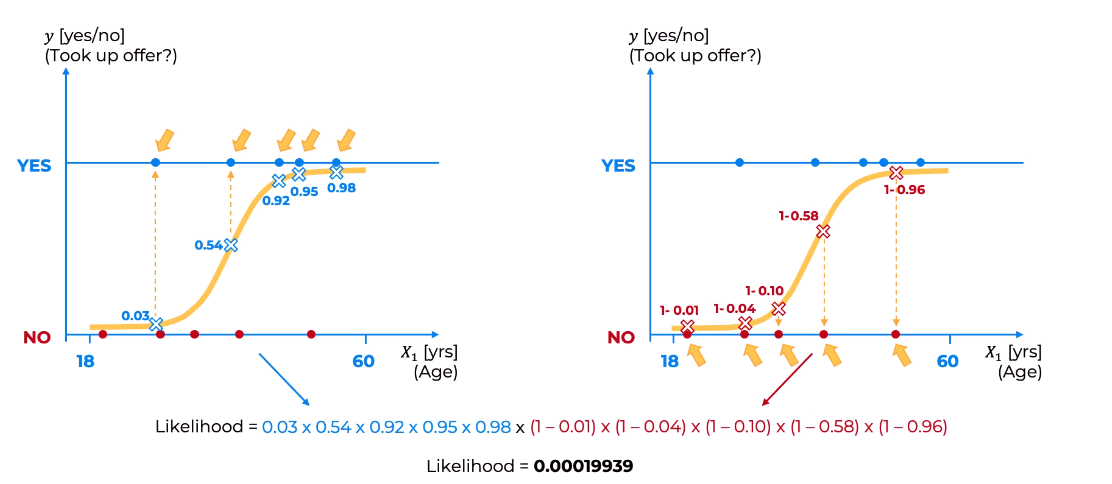 y [yes/no]
(Took up offer?)
YES
0.92
0.95
0.98
0.54
0.03
NO
18
60
X₁ [yrs]
(Age)
y [yes/no]
(Took up offer?)
YES
1-0.96
1-0.58
1-0.10
1-0.01
1-0.04
NO
18
60
X₁ [yrs]
(Age)
Likelihood = 0.03 x 0.54 x 0.92 x 0.95 x 0.98 x (1 – 0.01) x (1 – 0.04) x (1 – 0.10) x (1 – 0.58) x (1 – 0.96)
Likelihood = 0.00019939